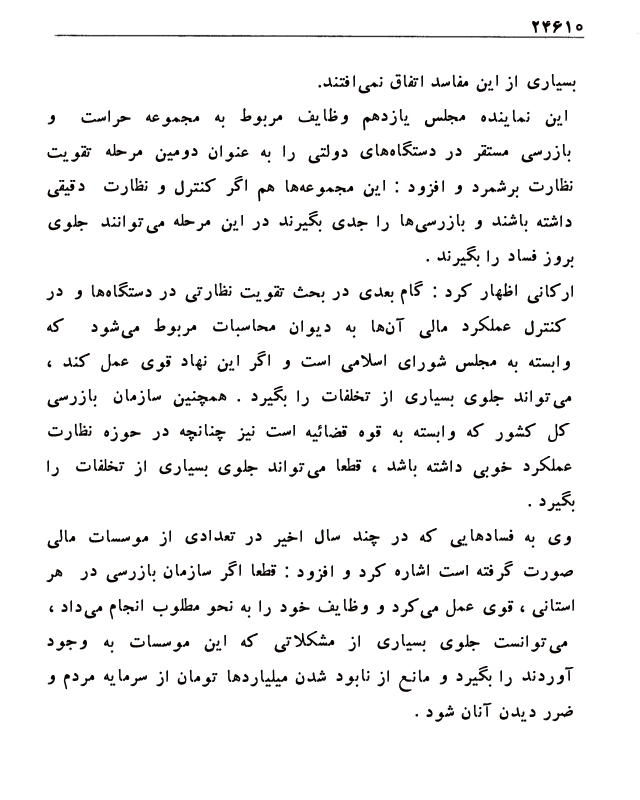 ۲۴۶۱۰
بسیاری از این مفاسد اتفاق نمی‌افتند.
این نماینده مجلس یازدهم وظایف مربوط به مجموعه حراست و
بازرسی مستقر در دستگاه‌های دولتی را به عنوان دومین مرحله تقویت
نظارت برشمرد و افزود : این مجموعه‌ها هم اگر کنترل و نظارت دقیقی
داشته باشند و بازرسی‌ها را جدی بگیرند در این مرحله می‌توانند جلوی
بروز فساد را بگیرند .
ارکانی اظهار کرد : گام بعدی در بحث تقویت نظارتی در دستگاه‌ها و در
کنترل عملکرد مالی آن‌ها به دیوان محاسبات مربوط می‌شود که
وابسته به مجلس شورای اسلامی است و اگر این نهاد قوی عمل کند ،
می‌تواند جلوی بسیاری از تخلفات را بگیرد . همچنین سازمان بازرسی
کل کشور که وابسته به قوه قضائیه است نیز چنانچه در حوزه نظارت
عملکرد خوبی داشته باشد ، قطعا می‌تواند جلوی بسیاری از تخلفات را
بگیرد .
وی به فسادهایی که در چند سال اخیر در تعدادی از موسسات مالی
صورت گرفته است اشاره کرد و افزود : قطعا اگر سازمان بازرسی در هر
استانی ، قوی عمل می‌کرد و وظایف خود را به نحو مطلوب انجام می‌داد ،
می‌توانست جلوی بسیاری از مشکلاتی که این موسسات به وجود
آوردند را بگیرد و مانع از نابود شدن میلیاردها تومان از سرمایه مردم و
ضرر دیدن آنان شود .